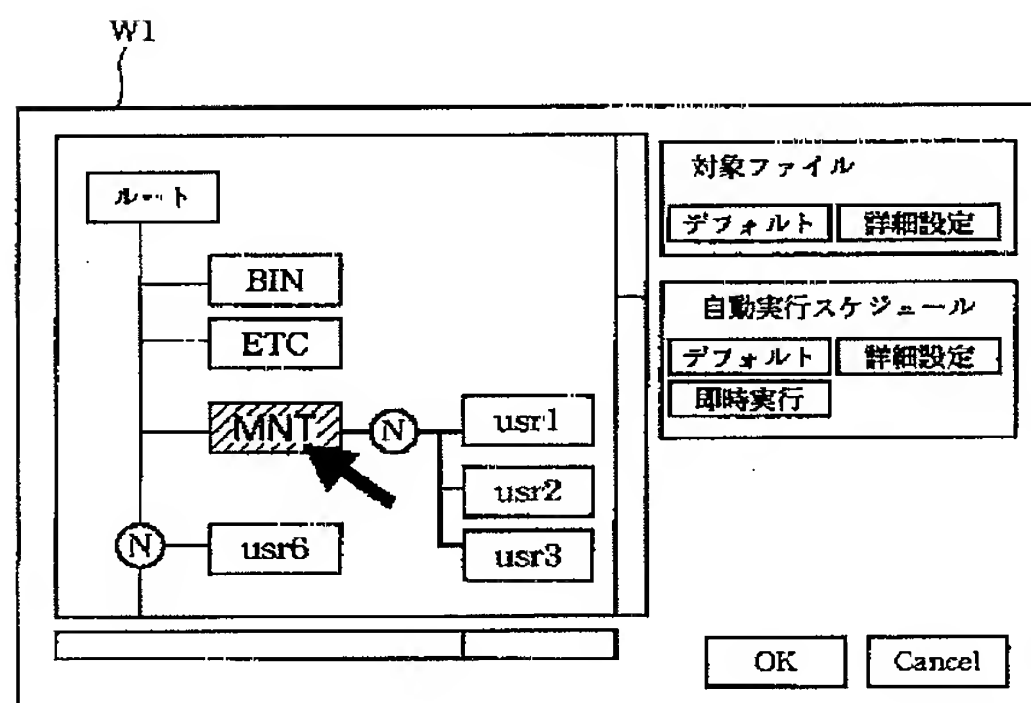 W1
ルート
BIN
ETC
MNT
N
usr1
usr2
usr3
N
usr6
対象ファイル
デフォルト 詳細設定
自動実行スケジュール
デフォルト 詳細設定
即時実行
OK Cancel